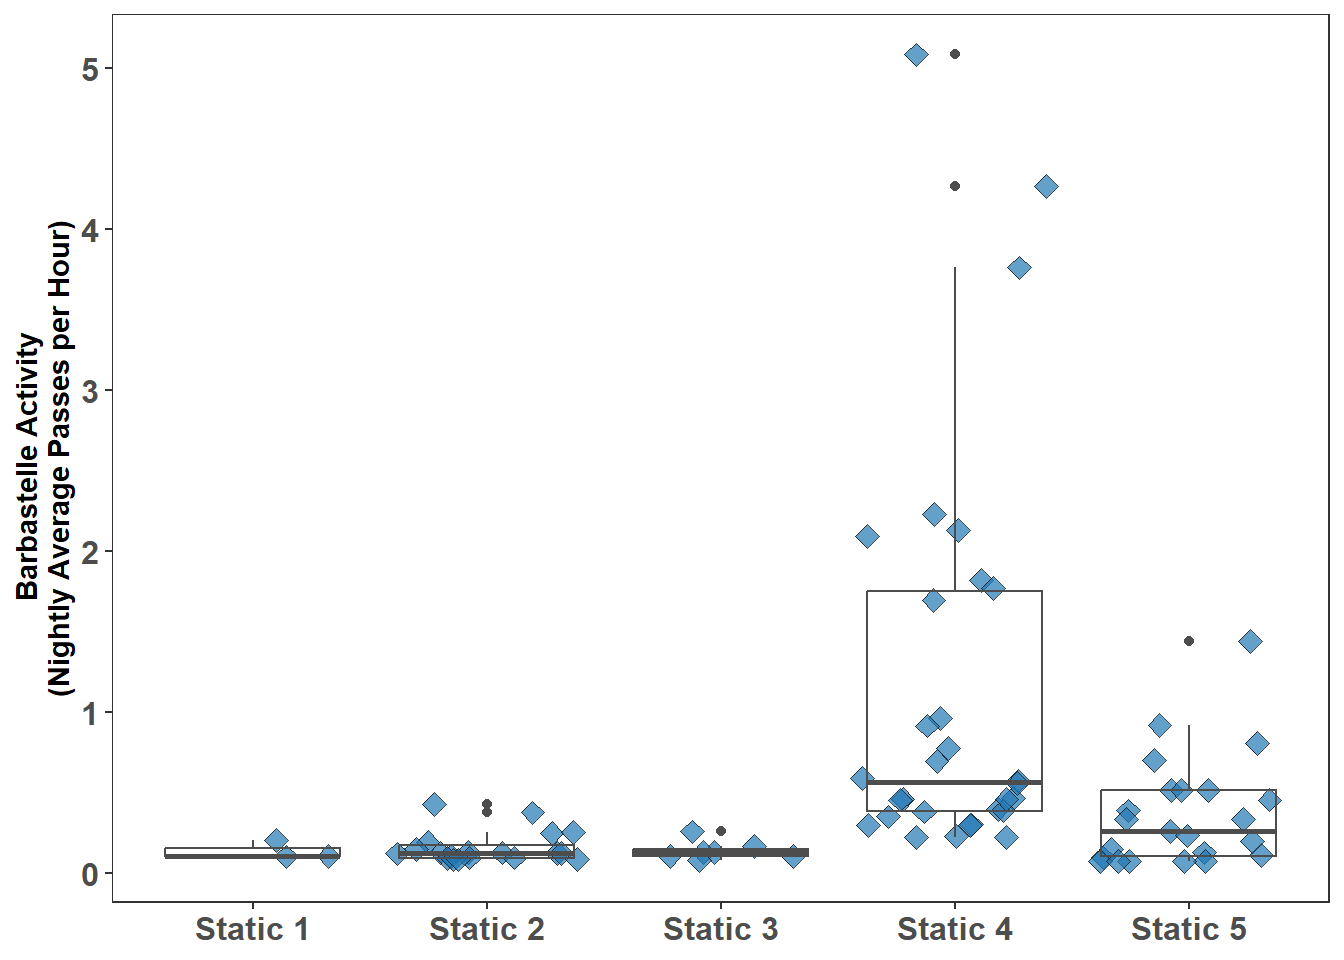 Barbastelle Activity
(Nightly Average Passes per Hour)
5
4
3
2
1
0
Static 1
Static 2
Static 3
Static 4
Static 5